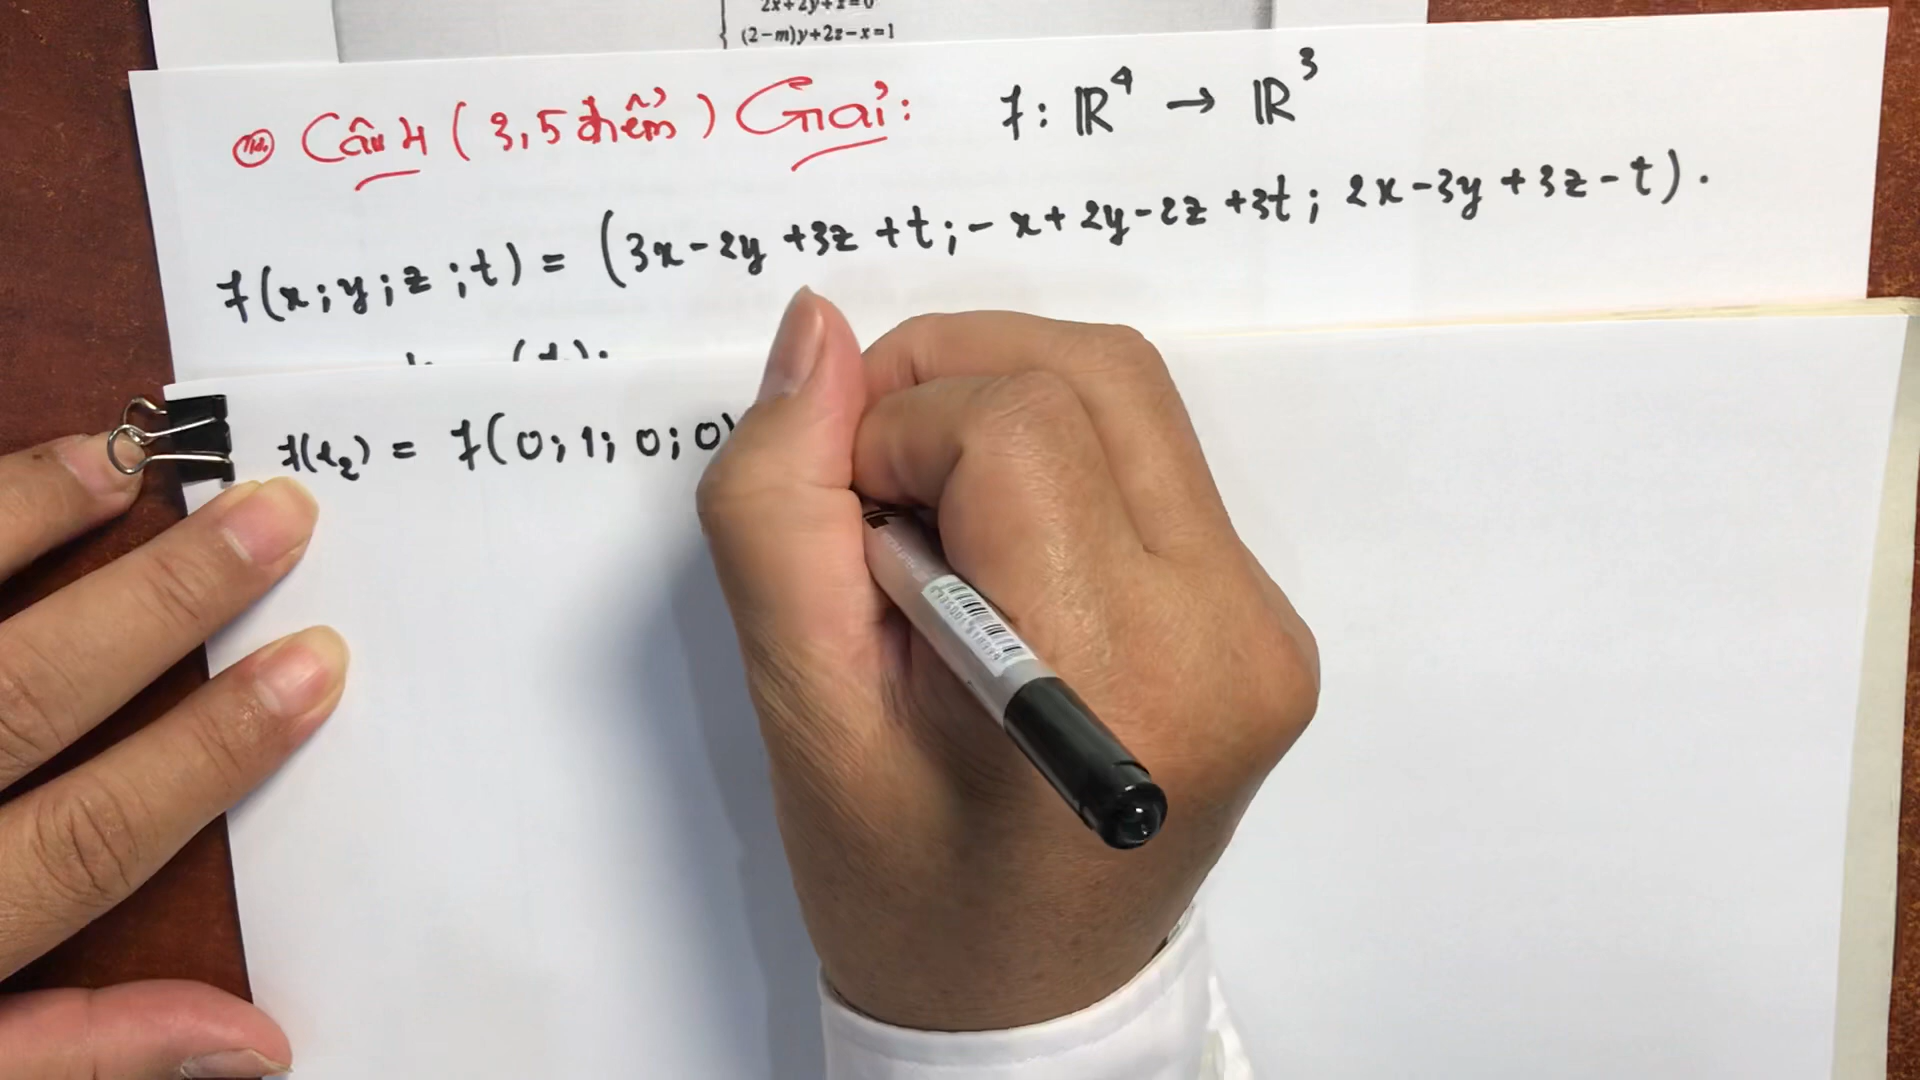 2x+2y+z=0
(2-m)y+2z-x=1
Câu 4 (3,5 điểm) Giải: f: ℝ⁴ → ℝ³
f(x;y;z;t) = (3x-2y+3z+t; -x+2y-2z+3t; 2x-3y+3z-t).
f(e₂) = f(0;1;0;0)